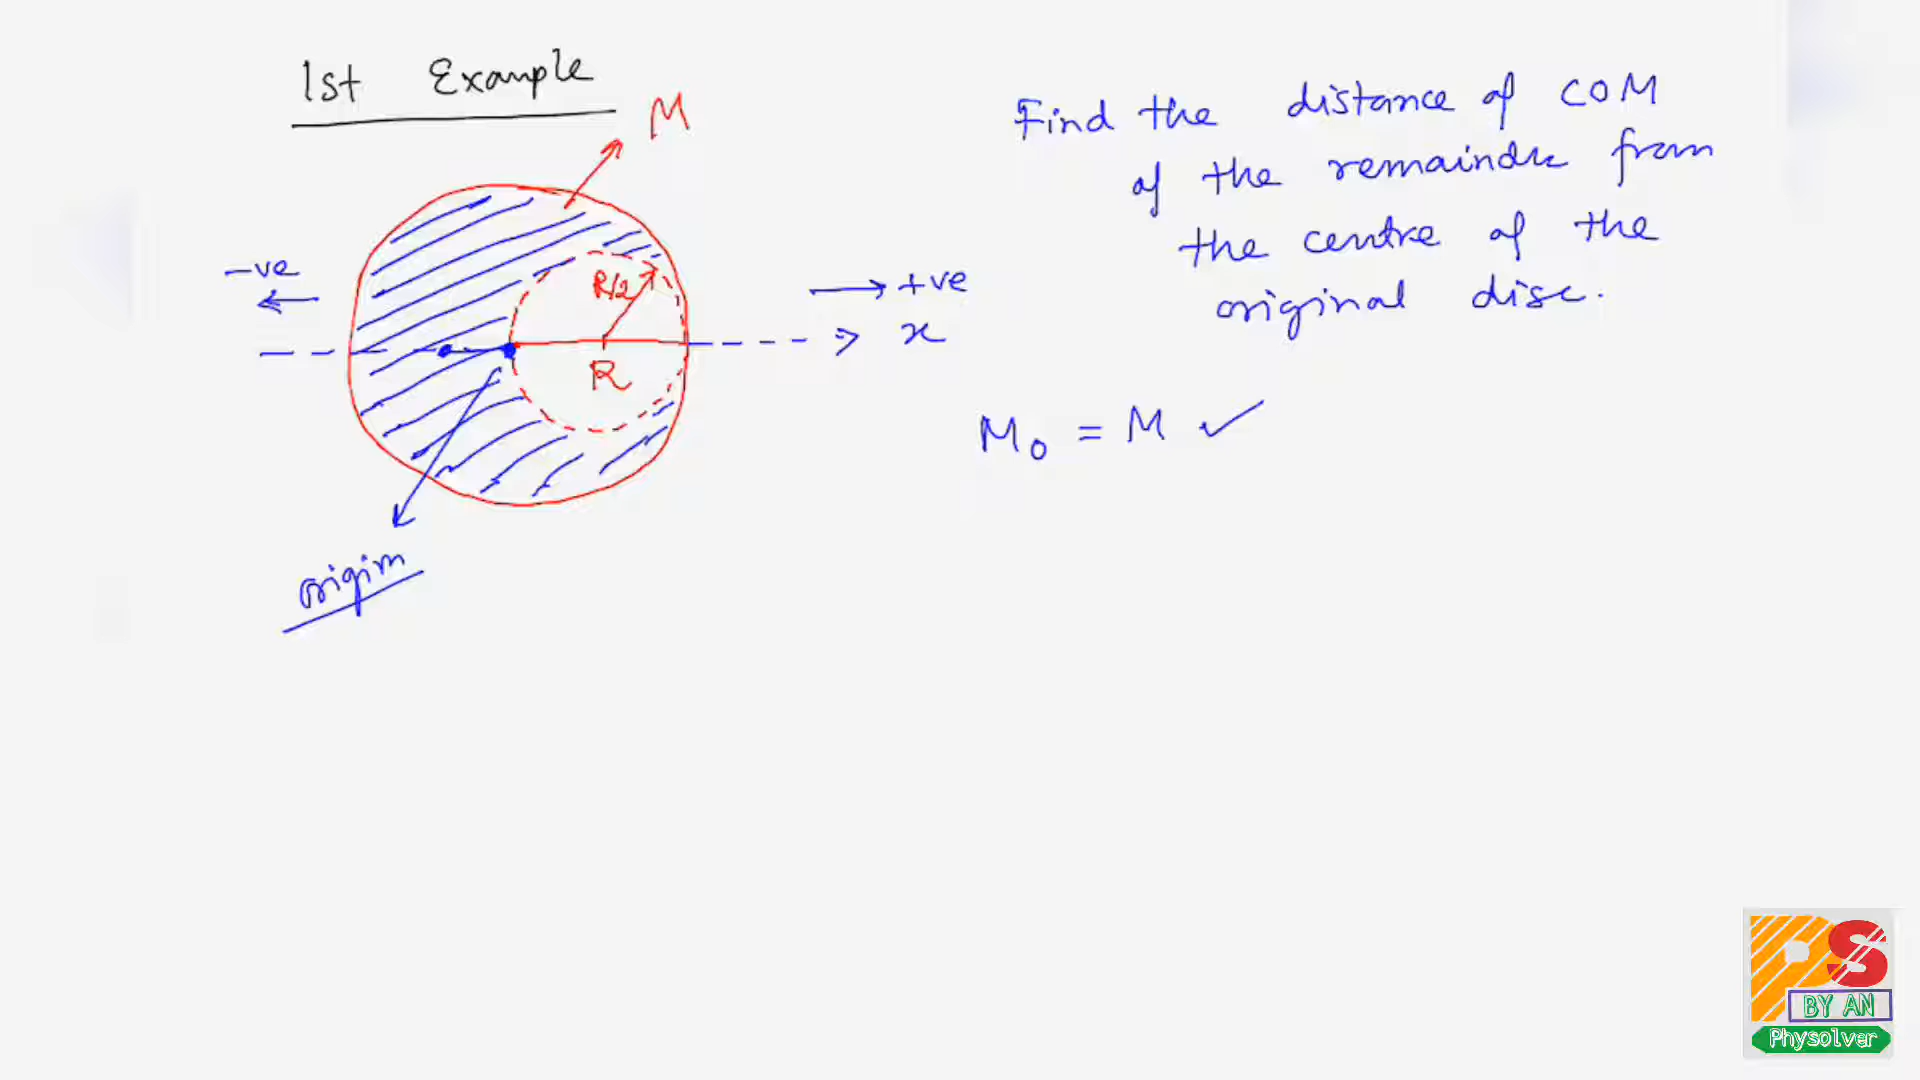 1st Example
M
Find the distance of COM
of the remainder from
the centre of the
original disc.
-ve
R/2
+ve
x
R
M0 = M ✓
origin
PS
BY AN
Physolver